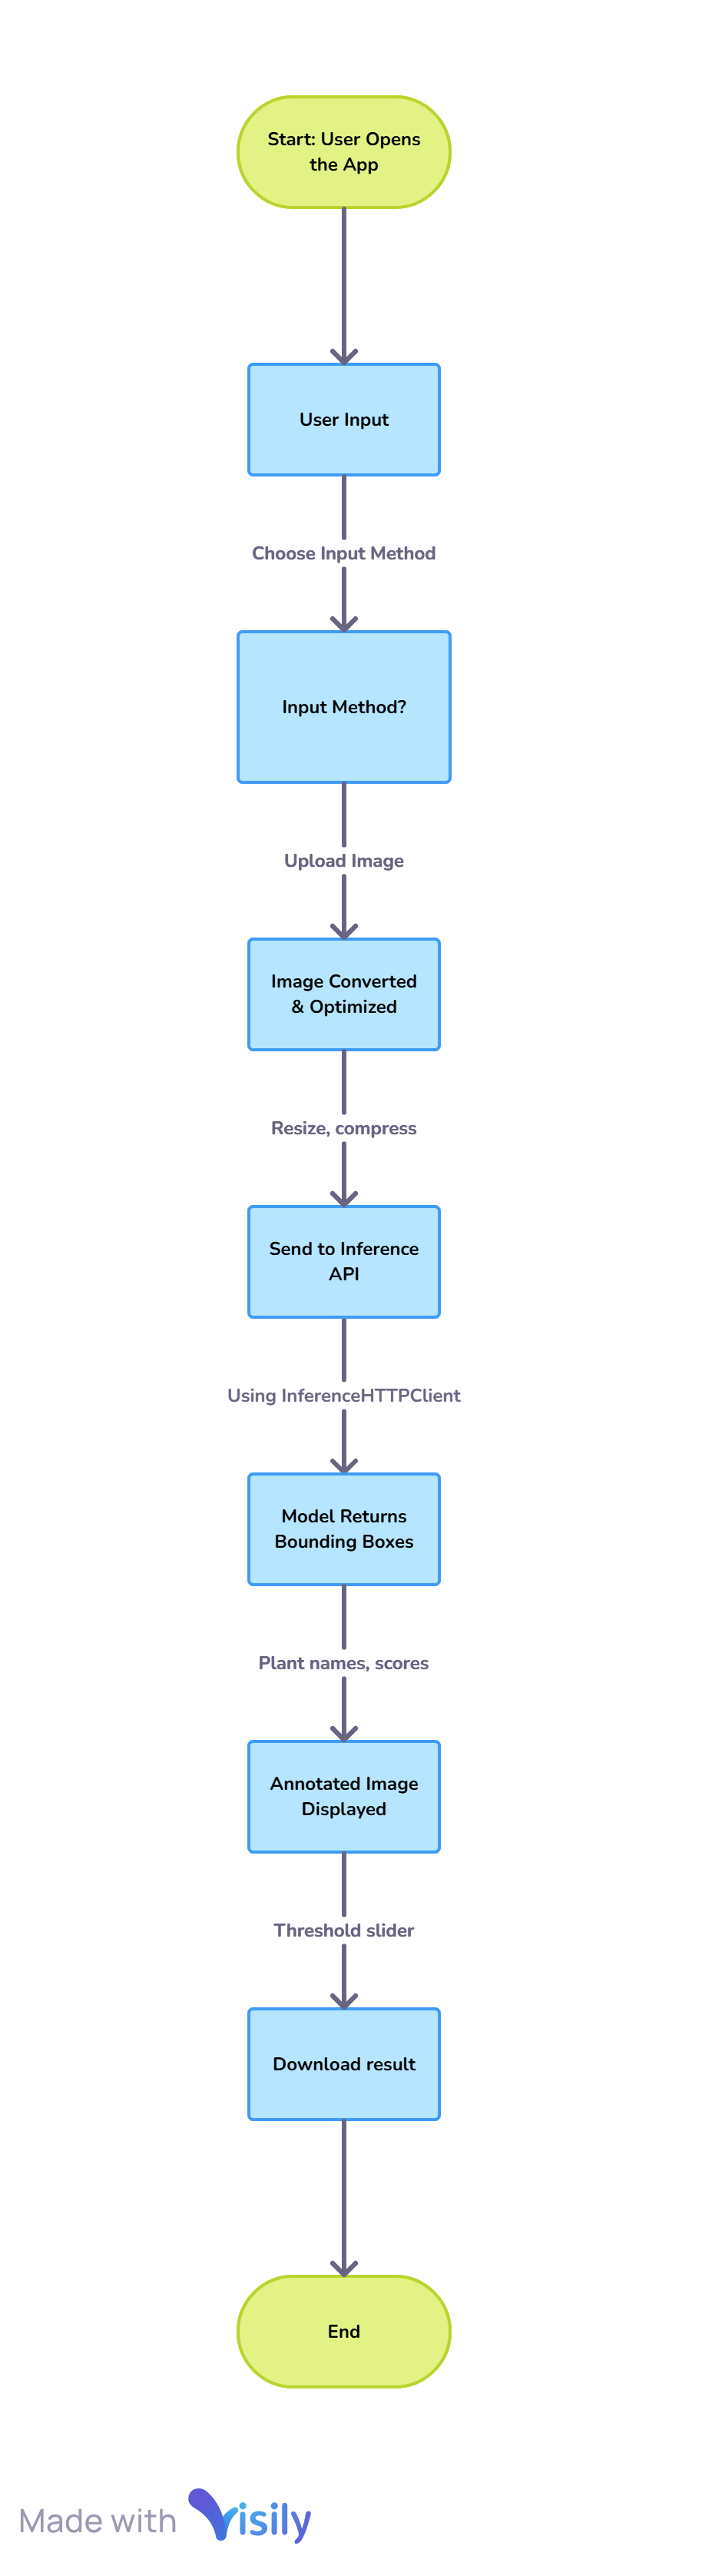 Start: User Opens
the App
User Input
Choose Input Method
Input Method?
Upload Image
Image Converted
& Optimized
Resize, compress
Send to Inference
API
Using InferenceHTTPClient
Model Returns
Bounding Boxes
Plant names, scores
Annotated Image
Displayed
Threshold slider
Download result
End
Made with Visily